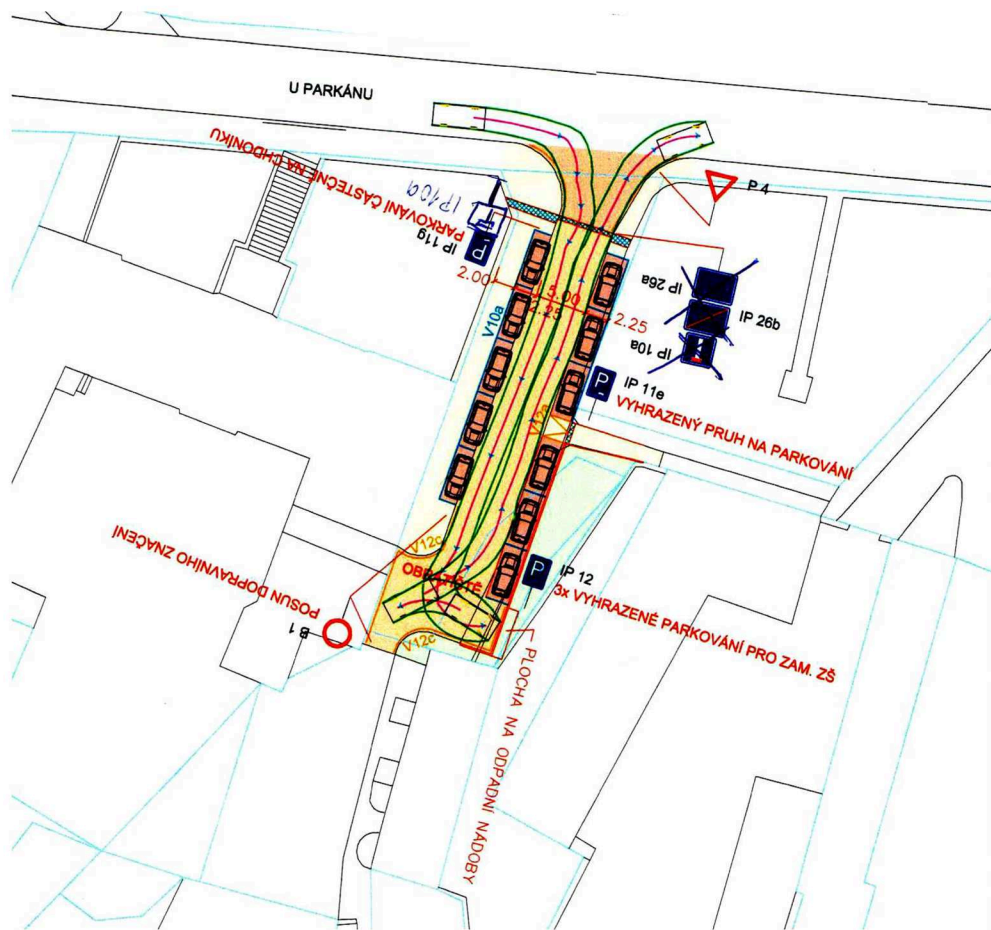 U PARKÁNU
PARKOVÁNÍ ČÁSTEČNĚ NA CHDONÍKU
IP 10a
IP 11g
P 4
2.00
5.00
2.25
2.25
V10a
IP 26a
IP 26b
IP 10a
P
IP 11e
VYHRAZENÝ PRUH NA PARKOVÁNÍ
V12a
V12c
OBRATIŠTĚ
POSUN DOPRAVNÍHO ZNAČENÍ
B 1
V12c
P
IP 12
3x VYHRAZENÉ PARKOVÁNÍ PRO ZAM. ZŠ
PLOCHA NA ODPADNÍ NÁDOBY